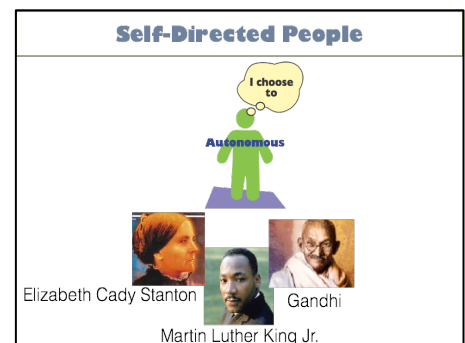 Self-Directed People
I choose
to
Autonomous
Elizabeth Cady Stanton
Gandhi
Martin Luther King Jr.